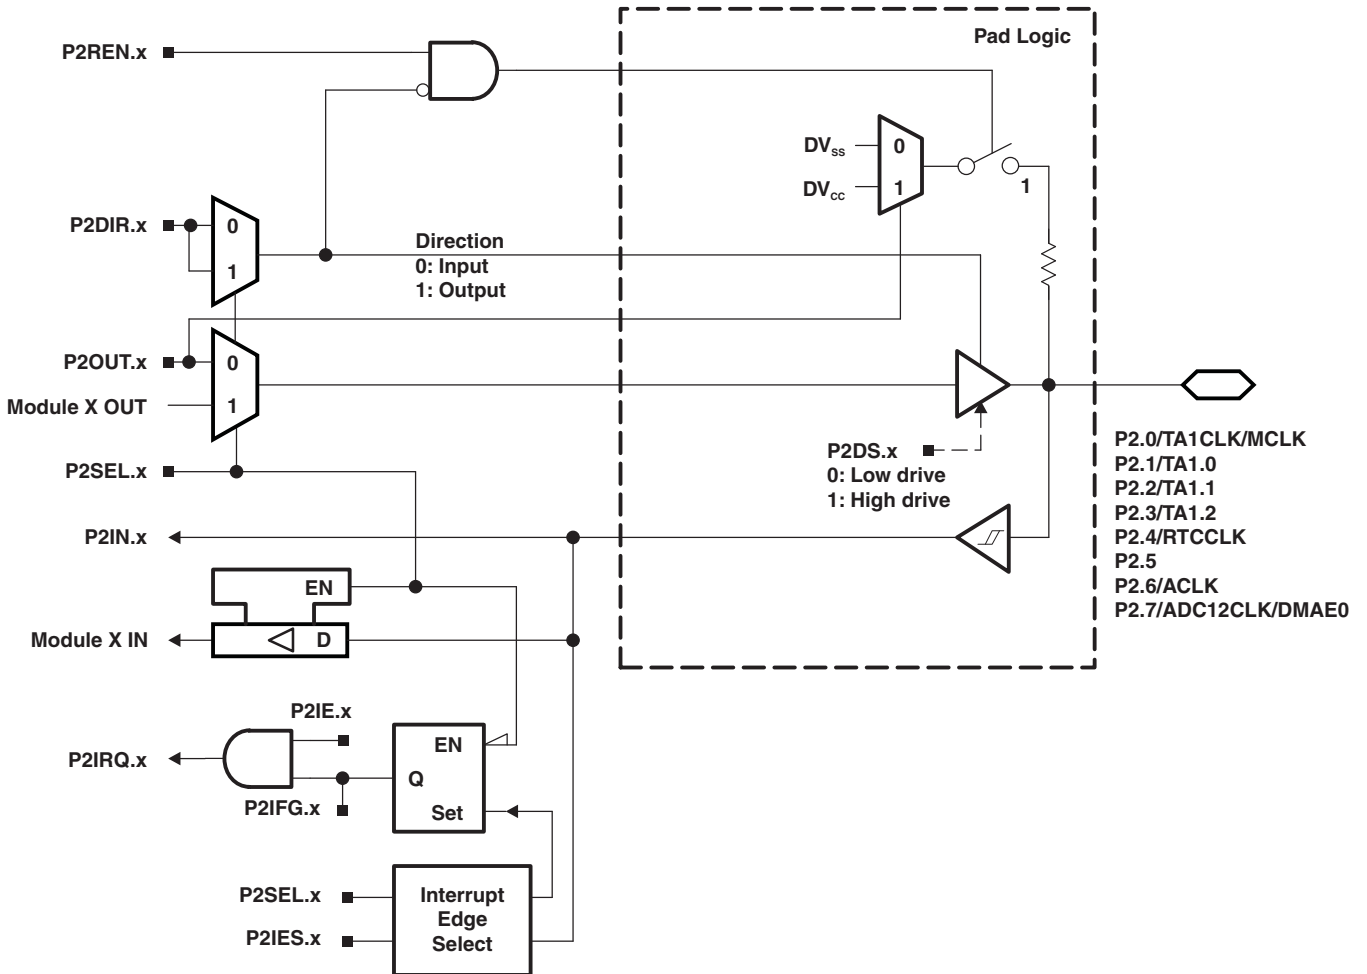 Pad Logic
P2REN.x
DVss
0
DVcc
1
1
P2DIR.x
0
1
Direction
0: Input
1: Output
P2OUT.x
0
Module X OUT
1
P2SEL.x
P2DS.x
0: Low drive
1: High drive
P2.0/TA1CLK/MCLK
P2.1/TA1.0
P2.2/TA1.1
P2.3/TA1.2
P2.4/RTCCLK
P2.5
P2.6/ACLK
P2.7/ADC12CLK/DMAE0
P2IN.x
EN
Module X IN
D
P2IE.x
EN
P2IRQ.x
Q
P2IFG.x
Set
P2SEL.x
P2IES.x
Interrupt
Edge
Select